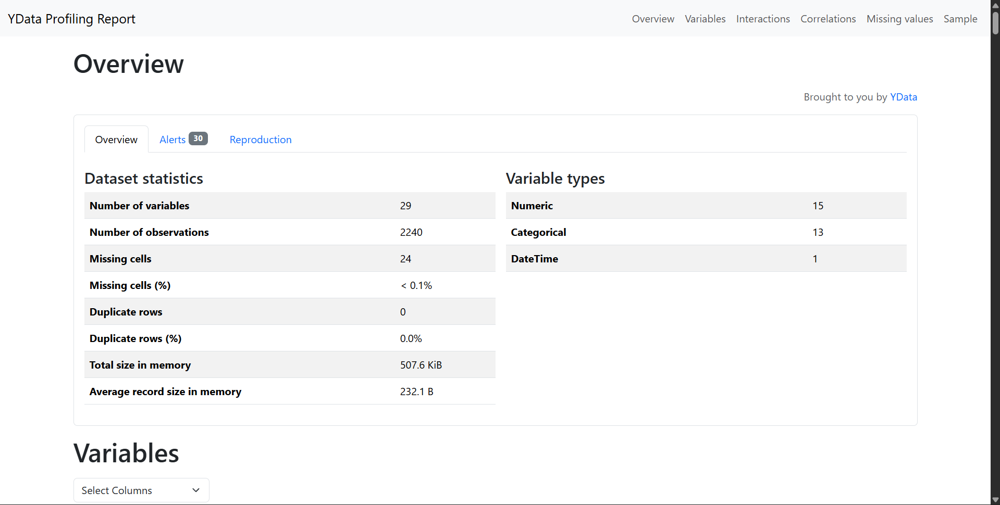 YData Profiling Report
Overview Variables Interactions Correlations Missing values Sample
Overview
Brought to you by YData
Overview Alerts 30 Reproduction
Dataset statistics
Number of variables 29
Number of observations 2240
Missing cells 24
Missing cells (%) < 0.1%
Duplicate rows 0
Duplicate rows (%) 0.0%
Total size in memory 507.6 KiB
Average record size in memory 232.1 B
Variable types
Numeric 15
Categorical 13
DateTime 1
Variables
Select Columns